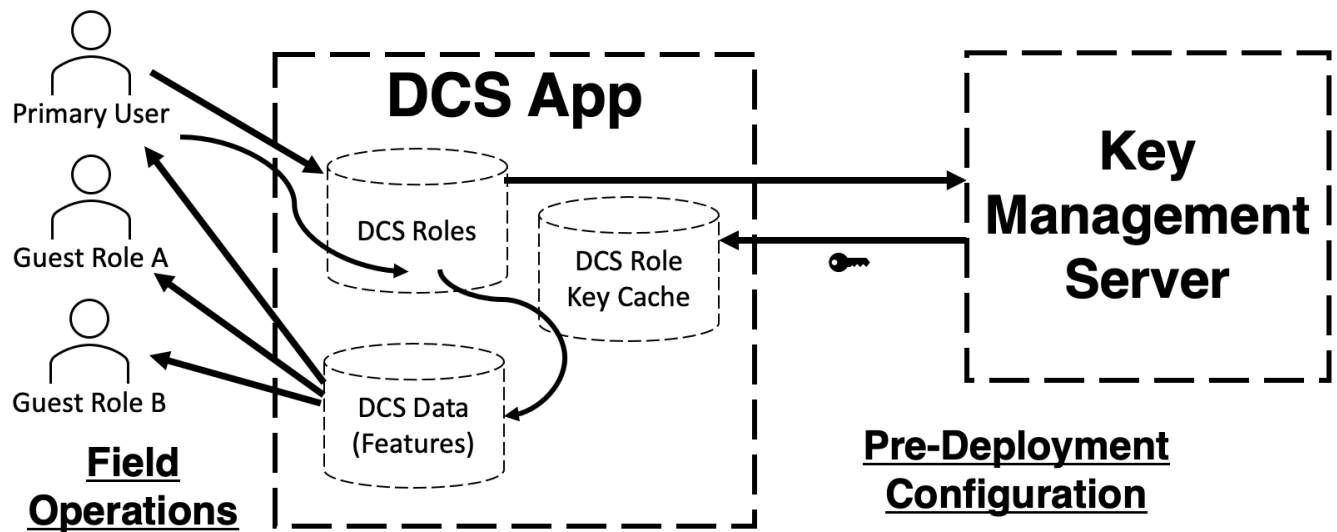 Primary User
Guest Role A
Guest Role B
Field
Operations
DCS App
DCS Roles
DCS Role
Key Cache
DCS Data
(Features)
Key
Management
Server
Pre-Deployment
Configuration